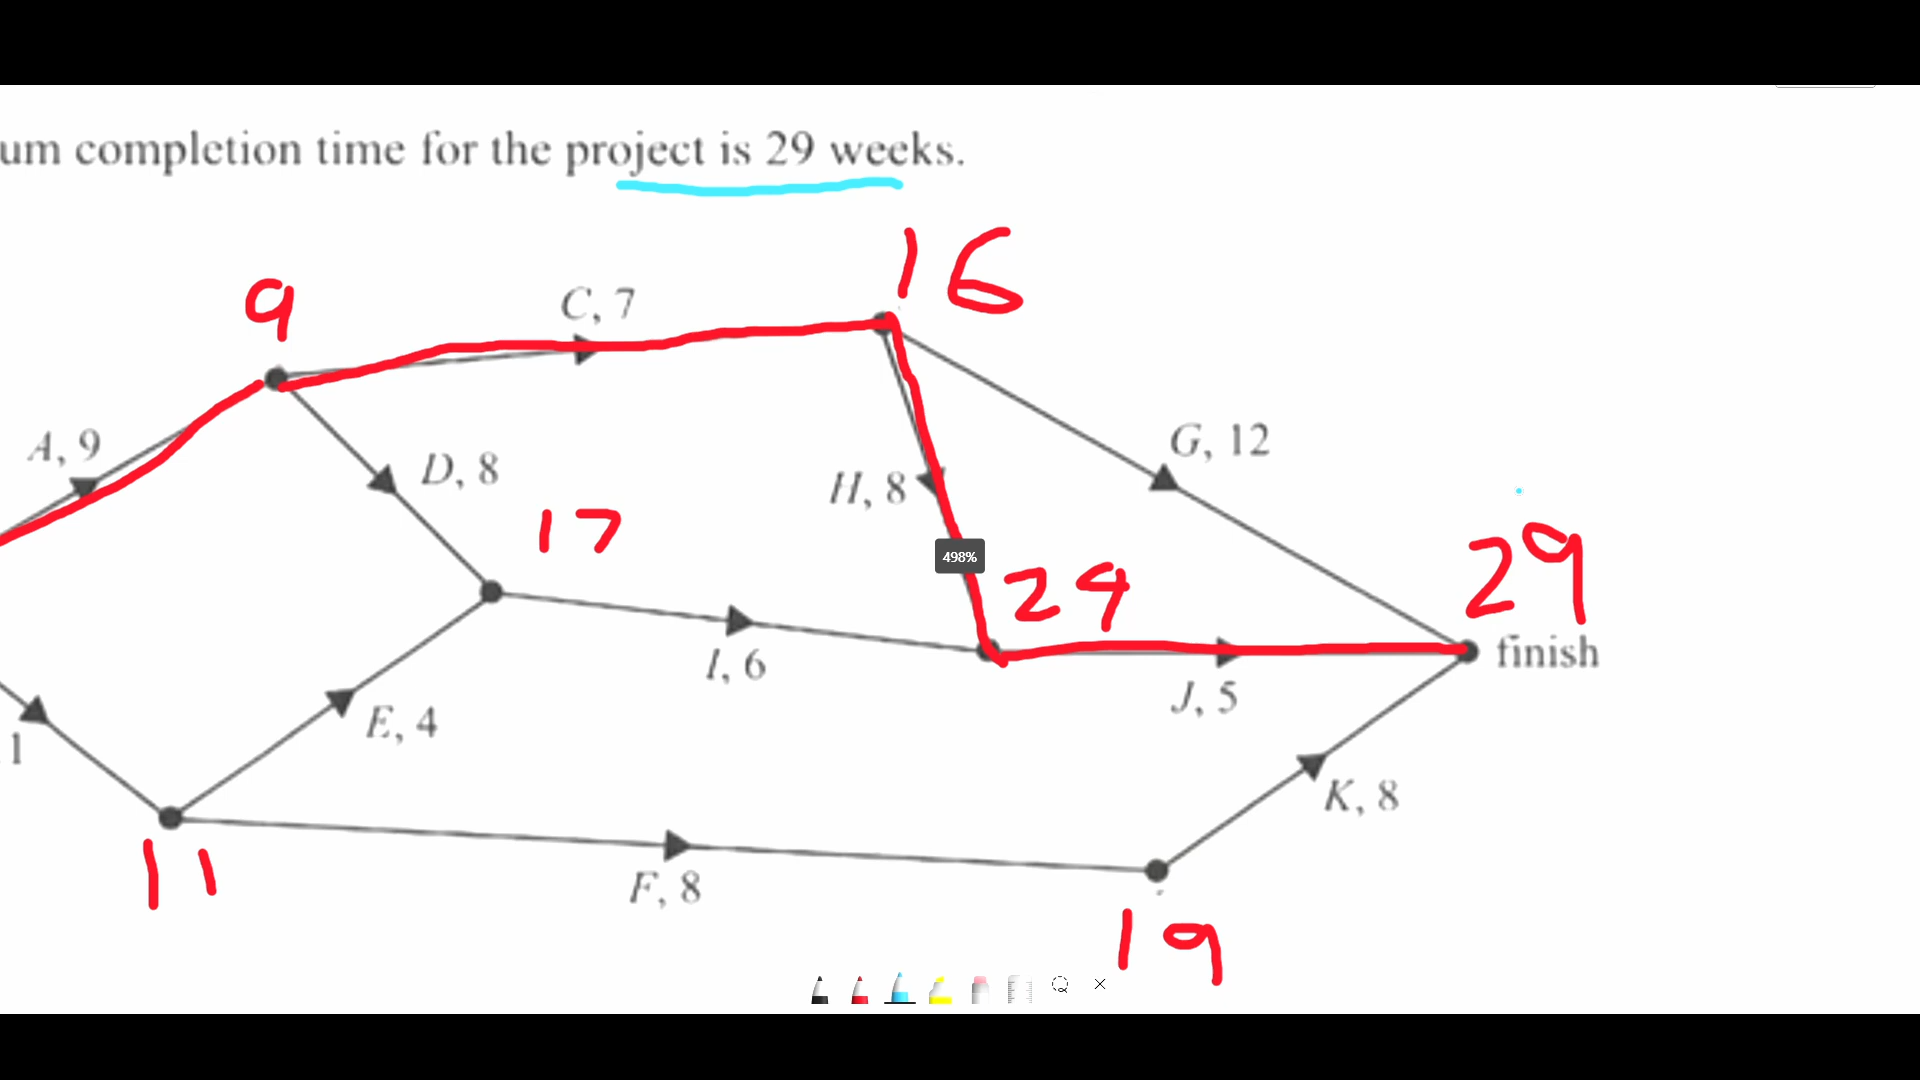 um completion time for the project is 29 weeks.
16
9
C, 7
A, 9
G, 12
D, 8
H, 8
17
29
498%
24
finish
I, 6
J, 5
E, 4
1
K, 8
11
F, 8
19